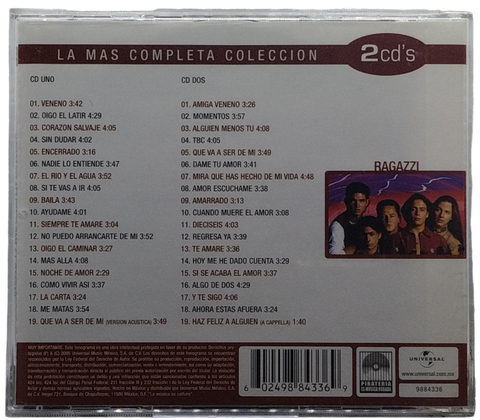 LA MAS COMPLETA COLECCION
2cd's
CD UNO
01. VENENO 3:42
02. OIGO EL LATIR 4:29
03. CORAZON SALVAJE 4:05
04. SIN DUDAR 4:02
05. ENCERRADO 3:16
06. NADIE LO ENTIENDE 3:47
07. EL RIO Y EL AGUA 3:52
08. SI TE VAS A IR 4:05
09. BAILA 3:43
10. AYUDAME 4:01
11. SIEMPRE TE AMARE 3:04
12. NO PUEDO ARRANCARTE DE MI 3:52
13. OIGO EL CAMINAR 3:27
14. MAS ALLA 4:08
15. NOCHE DE AMOR 2:29
16. COMO VIVIR ASI 3:37
17. LA CARTA 3:24
18. ME MATAS 3:54
19. QUE VA A SER DE MI (VERSION ACUSTICA) 3:49
CD DOS
01. AMIGA VENENO 3:26
02. MOMENTOS 3:57
03. ALGUIEN MENOS TU 4:08
04. TBC 4:05
05. QUE VA A SER DE MI 3:49
06. DAME TU AMOR 3:41
07. MIRA QUE HAS HECHO DE MI VIDA 4:48
08. AMOR ESCUCHAME 3:38
09. AMARRADO 3:13
10. CUANDO MUERE EL AMOR 3:08
11. DIECISEIS 4:03
12. REGRESA YA 3:39
13. TE AMARE 3:36
14. HOY ME HE DADO CUENTA 3:29
15. SI SE ACABA EL AMOR 3:37
16. ALGO DE DOS 4:29
17. Y TE SIGO 4:06
18. AHORA ESTAS AFUERA 3:24
19. HAZ FELIZ A ALGUIEN (A CAPPELLA) 1:40
RAGAZZI
6 02498 84336 9
PIRATERIA
UNIVERSAL
www.universal.com.mx
9884336